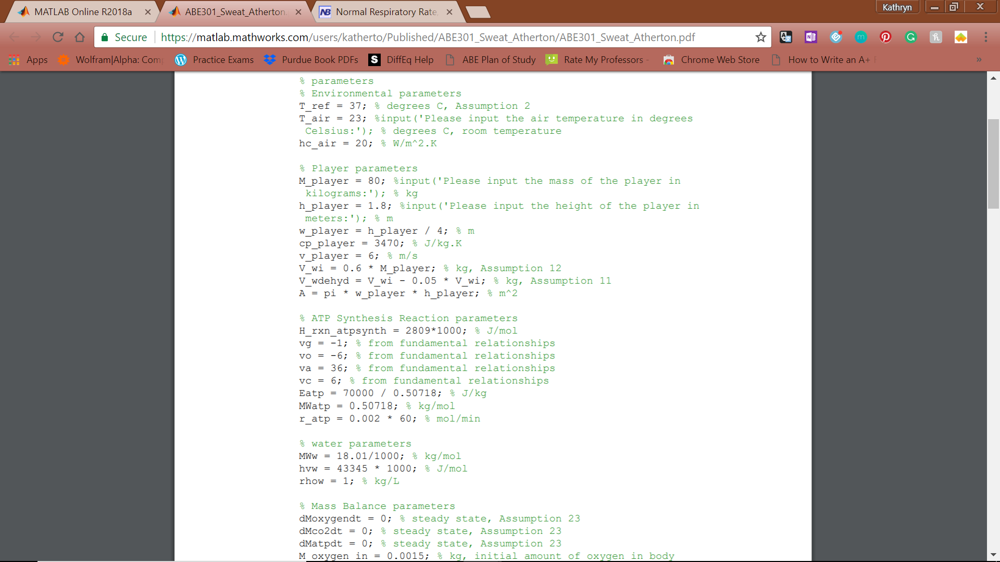 MATLAB Online R2018a
ABE301_Sweat_Atherton.
Normal Respiratory Rate,
Kathryn
Secure
https://matlab.mathworks.com/users/katherto/Published/ABE301_Sweat_Atherton/ABE301_Sweat_Atherton.pdf
Apps
Wolfram|Alpha: Com
Practice Exams
Purdue Book PDFs
S DiffEq Help
ABE Plan of Study
Rate My Professors -
Chrome Web Store
How to Write an A+
% parameters
% Environmental parameters
T_ref = 37; % degrees C, Assumption 2
T_air = 23; %input('Please input the air temperature in degrees
Celsius:'); % degrees C, room temperature
hc_air = 20; % W/m^2.K
% Player parameters
M_player = 80; %input('Please input the mass of the player in
kilograms:'); % kg
h_player = 1.8; %input('Please input the height of the player in
meters:'); % m
w_player = h_player / 4; % m
cp_player = 3470; % J/kg.K
v_player = 6; % m/s
V_wi = 0.6 * M_player; % kg, Assumption 12
V_wdehyd = V_wi - 0.05 * V_wi; % kg, Assumption 11
A = pi * w_player * h_player; % m^2
% ATP Synthesis Reaction parameters
H_rxn_atpsynth = 2809*1000; % J/mol
vg = -1; % from fundamental relationships
vo = -6; % from fundamental relationships
va = 36; % from fundamental relationships
vc = 6; % from fundamental relationships
Eatp = 70000 / 0.50718; % J/kg
MWatp = 0.50718; % kg/mol
r_atp = 0.002 * 60; % mol/min
% water parameters
MWw = 18.01/1000; % kg/mol
hvw = 43345 * 1000; % J/mol
rhow = 1; % kg/L
% Mass Balance parameters
dMoxygendt = 0; % steady state, Assumption 23
dMco2dt = 0; % steady state, Assumption 23
dMatpdt = 0; % steady state, Assumption 23
M_oxygen_in = 0.0015; % kg, initial amount of oxygen in body